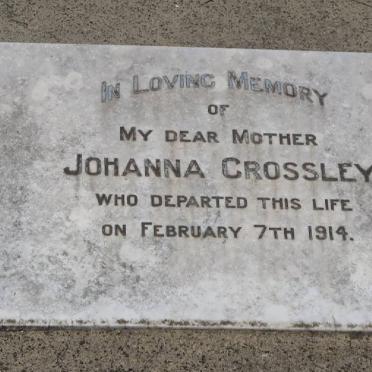 In Loving Memory
of
My dear Mother
Johanna Crossley
who departed this life
on February 7th 1914.